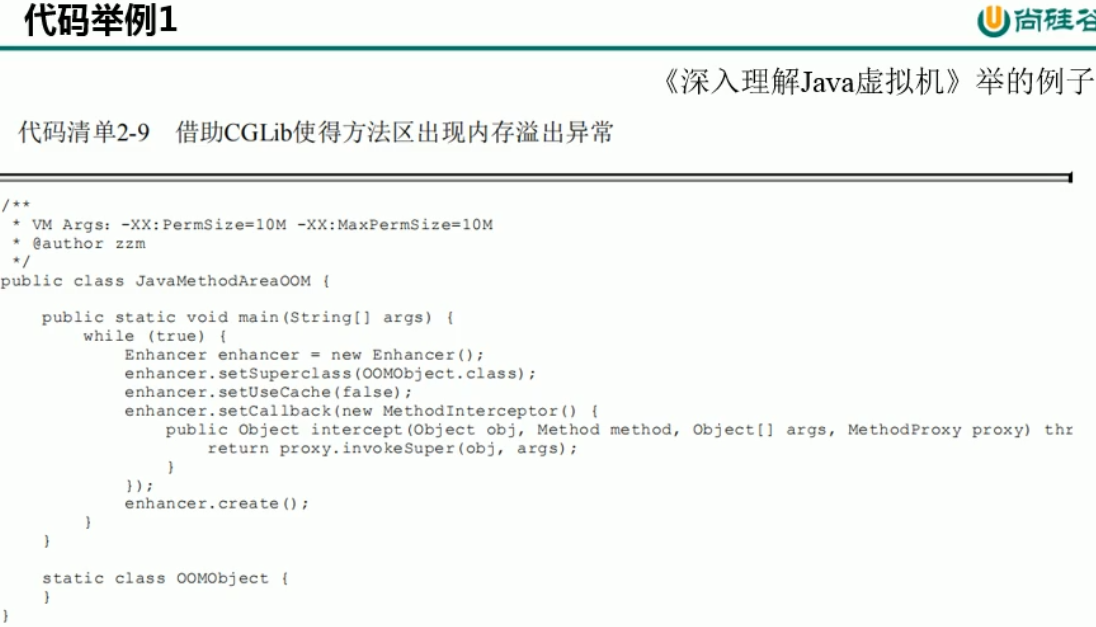 代码举例1
尚硅谷
《深入理解Java虚拟机》举的例子
代码清单2-9 借助CGLib使得方法区出现内存溢出异常
/**
 * VM Args: -XX:PermSize=10M -XX:MaxPermSize=10M
 * @author zzm
 */
public class JavaMethodAreaOOM {
    public static void main(String[] args) {
        while (true) {
            Enhancer enhancer = new Enhancer();
            enhancer.setSuperclass(OOMObject.class);
            enhancer.setUseCache(false);
            enhancer.setCallback(new MethodInterceptor() {
                public Object intercept(Object obj, Method method, Object[] args, MethodProxy proxy) thr
                    return proxy.invokeSuper(obj, args);
                }
            });
            enhancer.create();
        }
    }
    static class OOMObject {
    }
}